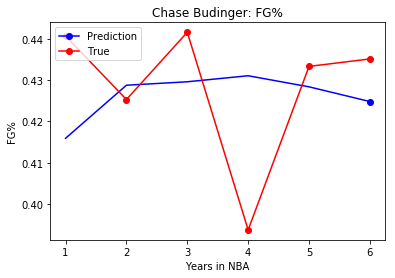 Chase Budinger: FG%
Prediction
True
0.44
0.43
0.42
0.41
0.40
FG%
1 2 3 4 5 6
Years in NBA